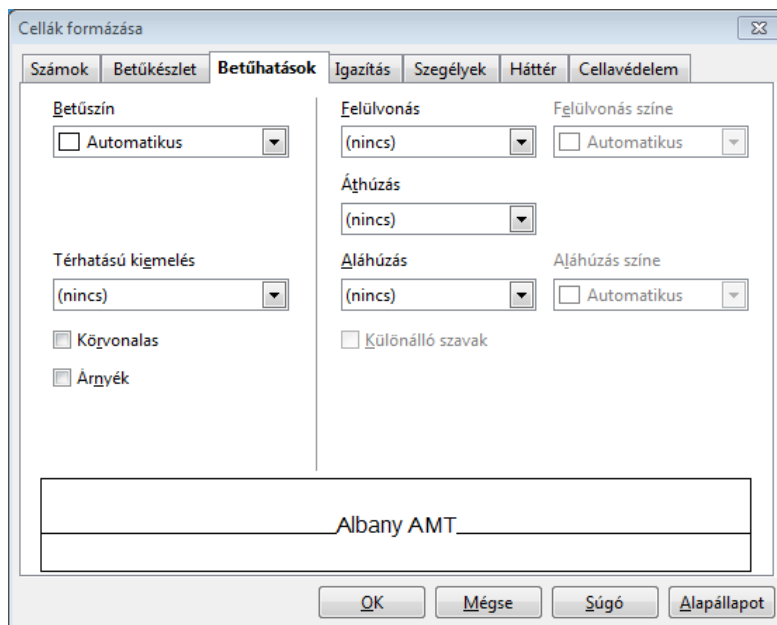 Cellák formázása
Számok Betűkészlet Betűhatások Igazítás Szegélyek Háttér Cellavédelem
Betűszín Felülvonás Felülvonás színe
Automatikus (nincs) Automatikus
Áthúzás
(nincs)
Térhatású kiemelés Aláhúzás Aláhúzás színe
(nincs) (nincs) Automatikus
Körvonalas Különálló szavak
Árnyék
Albany AMT
OK Mégse Súgó Alapállapot